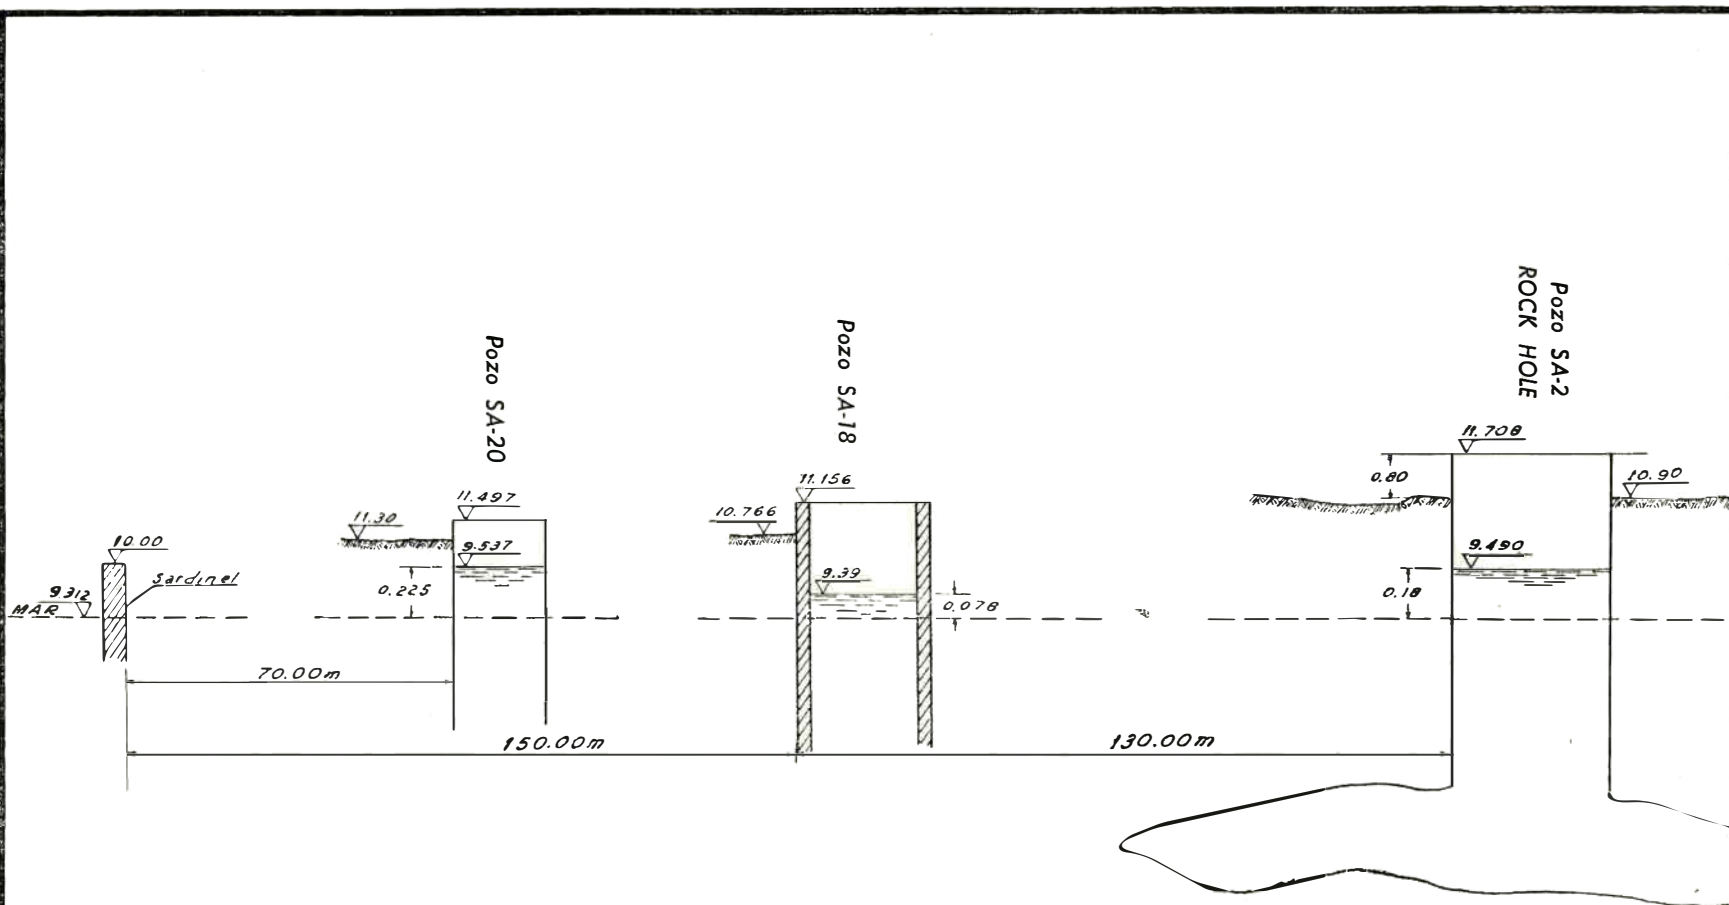 Pozo SA-2
ROCK HOLE
Pozo SA-18
Pozo SA-20
11.708
0.80
10.90
11.156
11.497
10.766
11.30
10.00
9.537
9.490
Sardinel
9.39
0.225
0.18
9.312
MAR
0.078
70.00m
150.00m
130.00m